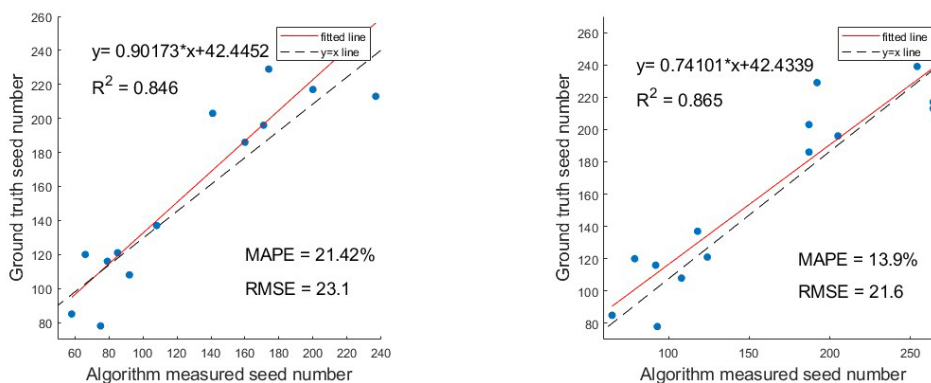 260
240
220
200
180
160
140
120
100
80
60 80 100 120 140 160 180 200 220 240
Ground truth seed number
Algorithm measured seed number
y= 0.90173*x+42.4452
R² = 0.846
fitted line
y=x line
MAPE = 21.42%
RMSE = 23.1
260
240
220
200
180
160
140
120
100
80
100 150 200 250
Ground truth seed number
Algorithm measured seed number
y= 0.74101*x+42.4339
R² = 0.865
fitted line
y=x line
MAPE = 13.9%
RMSE = 21.6